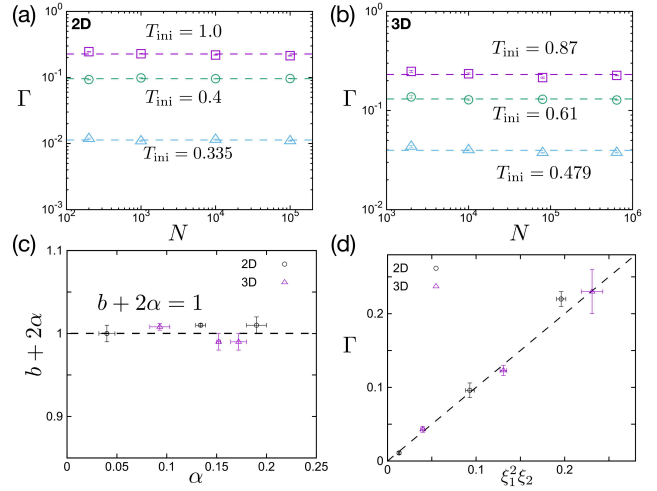 (a) 2D
T_ini = 1.0
T_ini = 0.4
T_ini = 0.335
Γ
10^0
10^-1
10^-2
10^-3
10^2 10^3 10^4 10^5
N
(b) 3D
T_ini = 0.87
T_ini = 0.61
T_ini = 0.479
Γ
10^0
10^-1
10^-2
10^3 10^4 10^5 10^6
N
(c)
2D
3D
b + 2α = 1
b + 2α
1.1
1
0.9
0 0.05 0.1 0.15 0.2 0.25
α
(d)
2D
3D
Γ
0.2
0.1
0
0 0.1 0.2
ξ_1^2 ξ_2